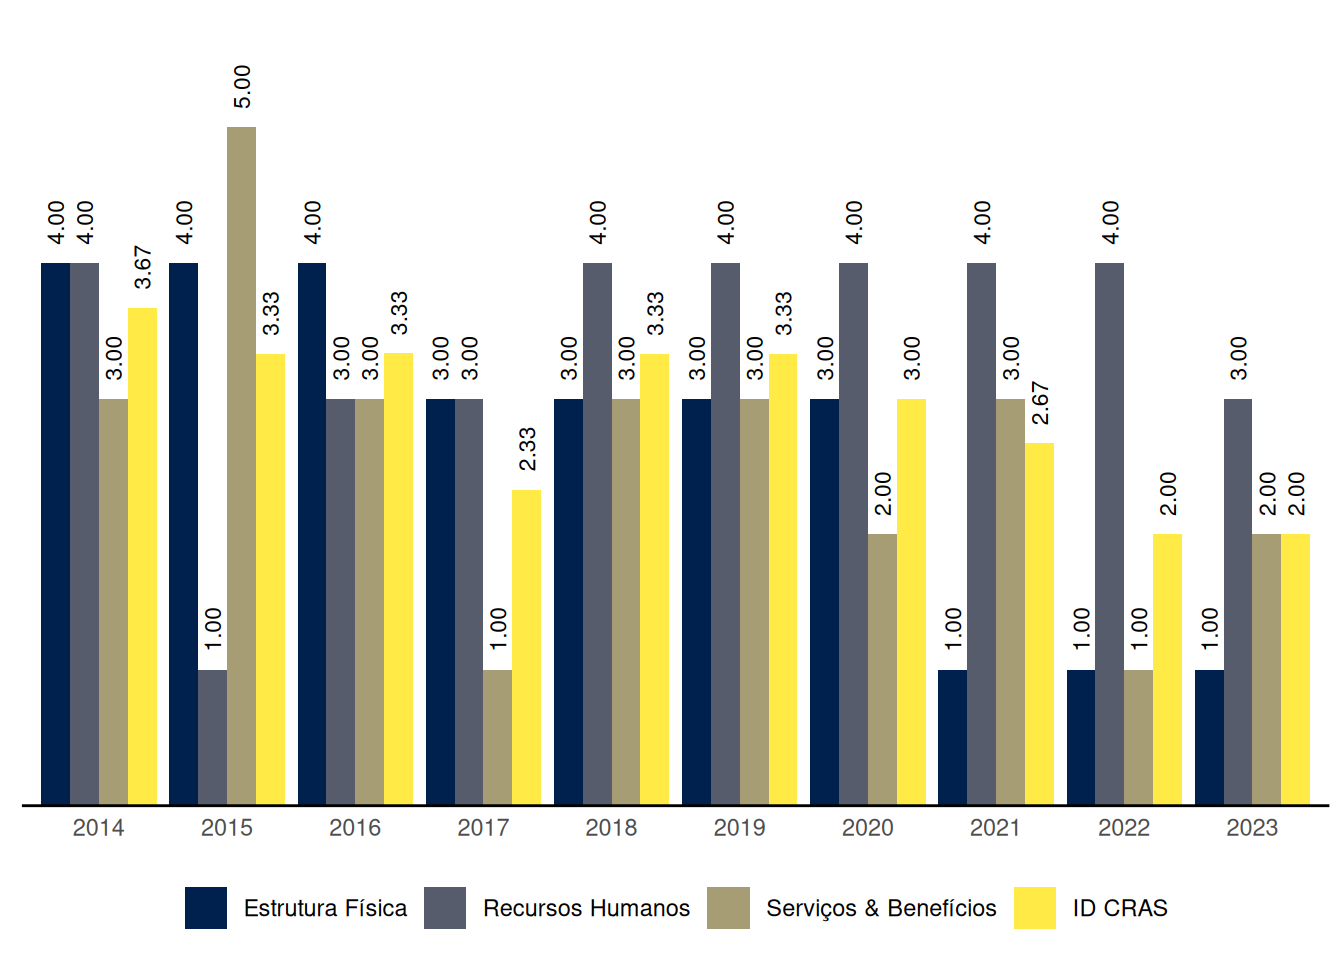 5.00
4.00 4.00 4.00 4.00 4.00 4.00 4.00 4.00 4.00
3.67
3.33 3.33 3.33 3.33
3.00 3.00 3.00 3.00 3.00 3.00 3.00 3.00 3.00 3.00 3.00 3.00 3.00
2.67
2.33
2.00 2.00 2.00 2.00
1.00 1.00 1.00 1.00 1.00 1.00
2014 2015 2016 2017 2018 2019 2020 2021 2022 2023
Estrutura Física Recursos Humanos Serviços & Benefícios ID CRAS